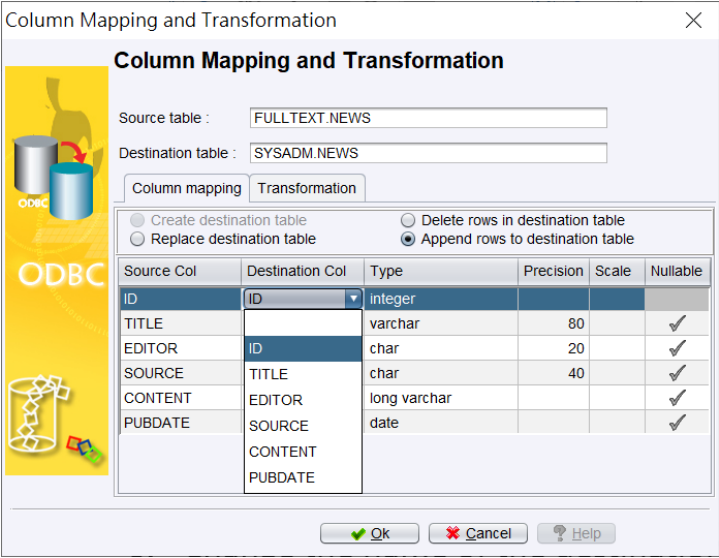 Column Mapping and Transformation
Column Mapping and Transformation
Source table : FULLTEXT.NEWS
Destination table : SYSADM.NEWS
Column mapping Transformation
Create destination table Delete rows in destination table
Replace destination table Append rows to destination table
Source Col Destination Col Type Precision Scale Nullable
ID ID integer
TITLE varchar 80
EDITOR ID char 20
SOURCE TITLE char 40
CONTENT EDITOR long varchar
PUBDATE SOURCE date
CONTENT
PUBDATE
ODBC
ODBC
Ok Cancel Help